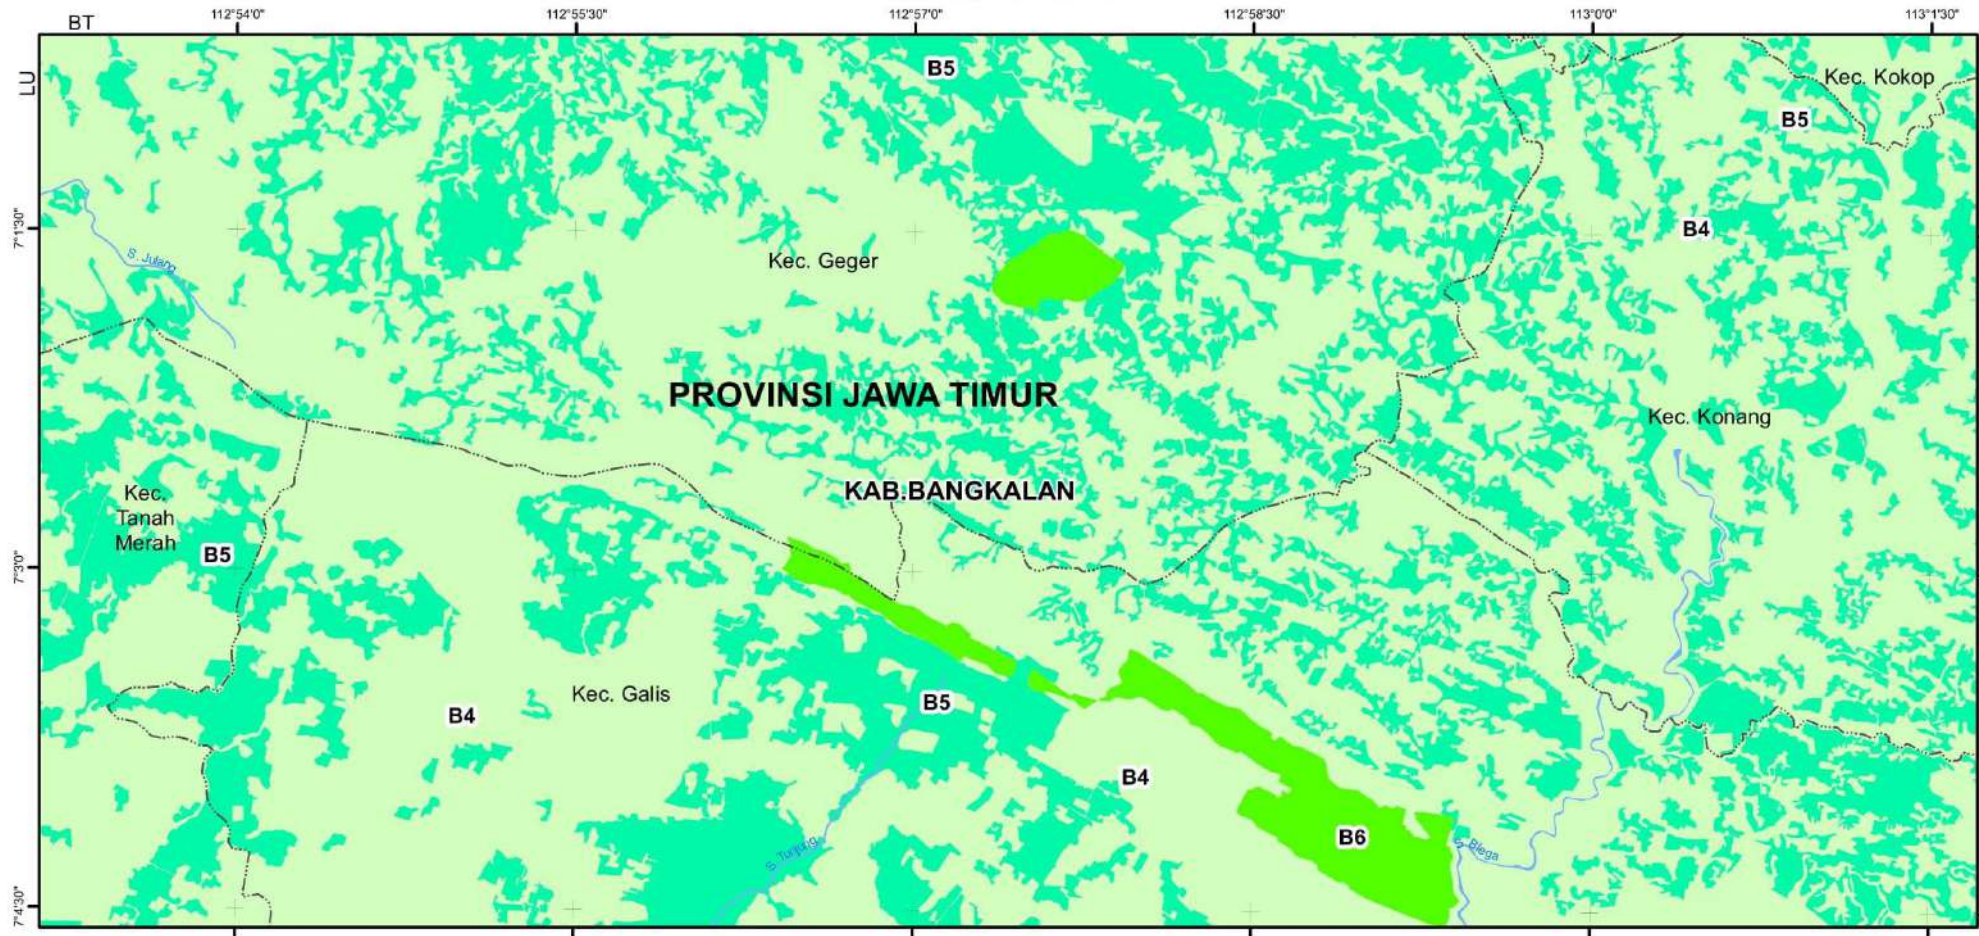 BT
112°54'0"
112°55'30"
112°57'0"
112°58'30"
113°0'0"
113°1'30"
LU
B5
Kec. Kokop
B5
7°1'30"
B4
S. Julang
Kec. Geger
PROVINSI JAWA TIMUR
Kec. Konang
Kec.
Tanah
Merah
KAB.BANGKALAN
B5
7°3'0"
Kec. Galis
B5
B4
B4
B6
S. Tunjung
S. Blega
7°4'30"